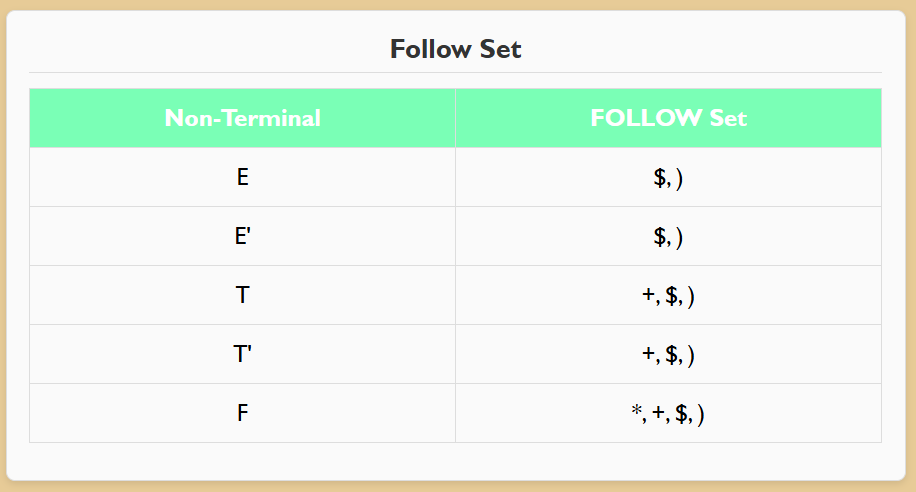 Follow Set
Non-Terminal FOLLOW Set
E $, )
E' $, )
T +, $, )
T' +, $, )
F *, +, $, )